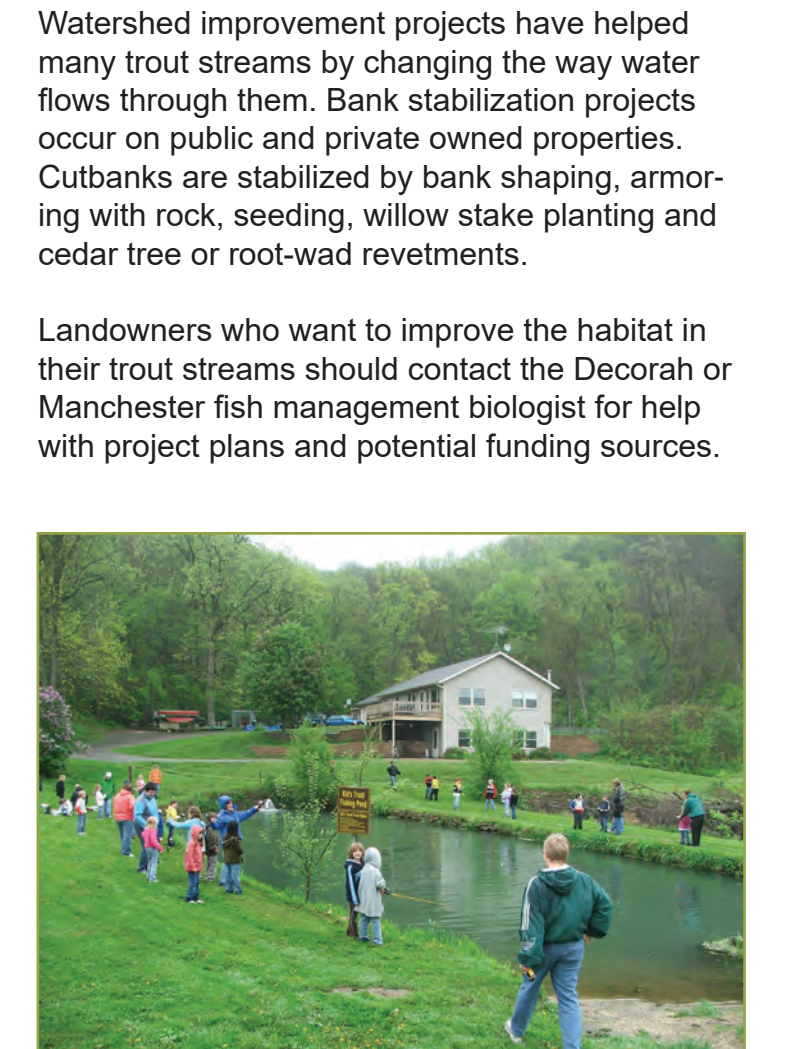 Watershed improvement projects have helped
many trout streams by changing the way water
flows through them. Bank stabilization projects
occur on public and private owned properties.
Cutbanks are stabilized by bank shaping, armor-
ing with rock, seeding, willow stake planting and
cedar tree or root-wad revetments.
Landowners who want to improve the habitat in
their trout streams should contact the Decorah or
Manchester fish management biologist for help
with project plans and potential funding sources.
Kid's Trout
Fishing Pond